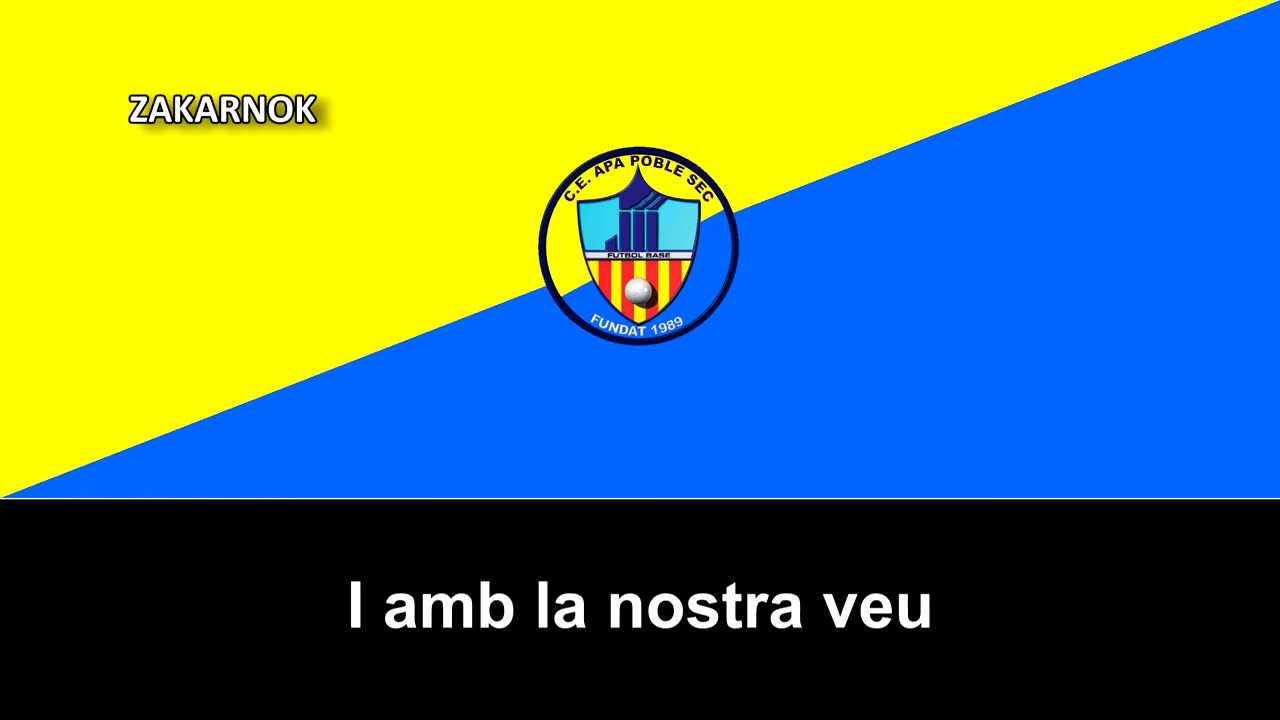 ZAKARNOK
C.E. APA POBLE SEC
FUTBOL BASE
FUNDAT 1989
I amb la nostra veu